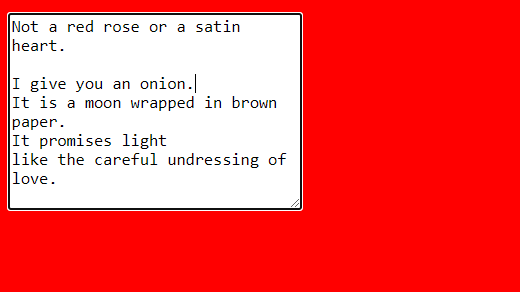 Not a red rose or a satin
heart.

I give you an onion.
It is a moon wrapped in brown
paper.
It promises light
like the careful undressing of
love.